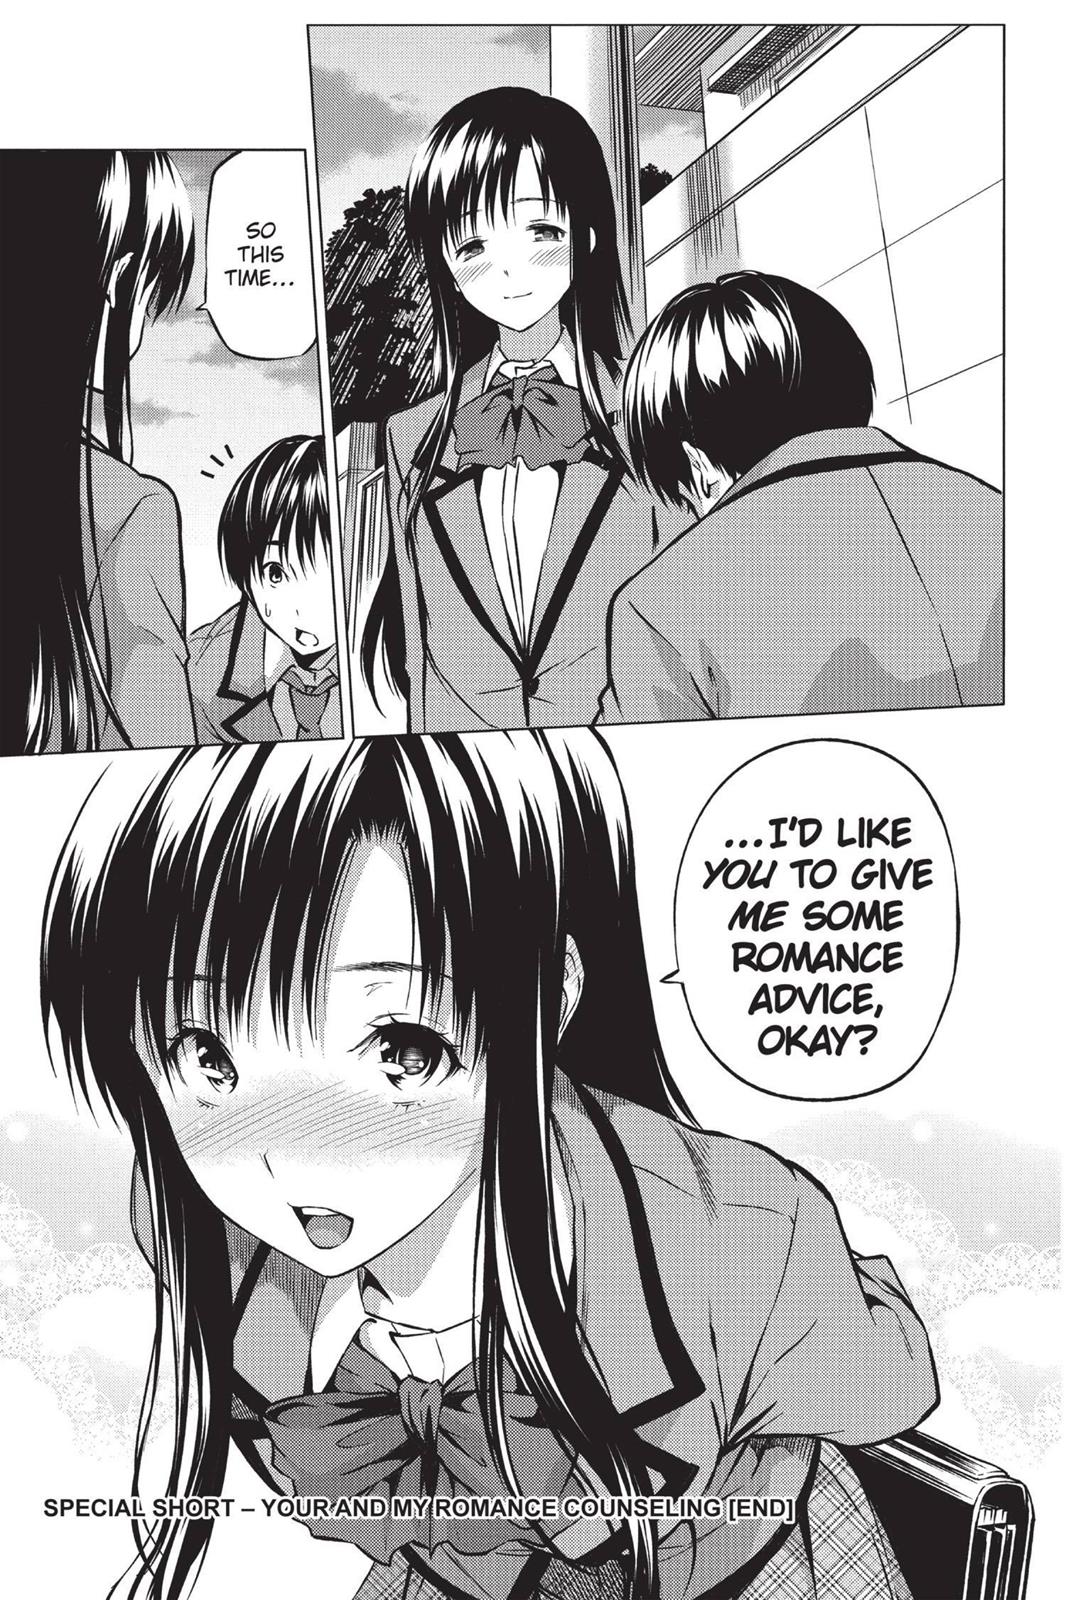 SO
THIS
TIME...
...I'D LIKE
YOU TO GIVE
ME SOME
ROMANCE
ADVICE,
OKAY?
SPECIAL SHORT – YOUR AND MY ROMANCE COUNSELING [END]